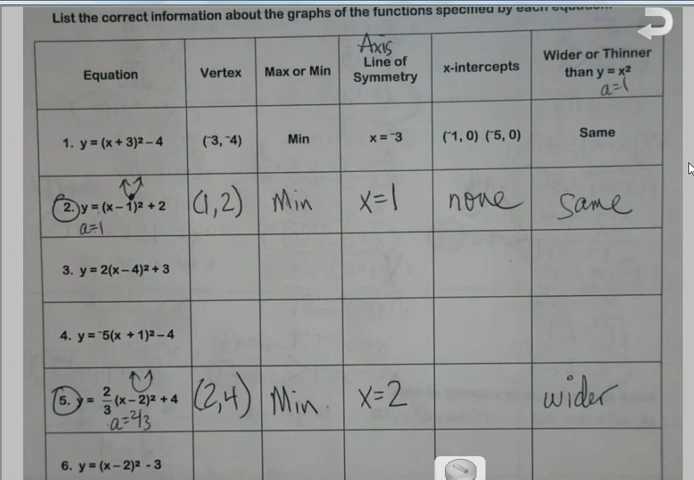 List the correct information about the graphs of the functions specified by each equation.
Equation
Vertex
Max or Min
Axis
Line of
Symmetry
x-intercepts
Wider or Thinner
than y = x²
a=1
1. y = (x + 3)² – 4
(⁻3, ⁻4)
Min
x = ⁻3
(⁻1, 0) (⁻5, 0)
Same
2. y = (x – 1)² + 2
a=1
(1,2)
Min
x=1
none
same
3. y = 2(x – 4)² + 3
4. y = ⁻5(x + 1)² – 4
5. y = 2/3 (x – 2)² + 4
a=2/3
(2,4)
Min.
x=2
wider
6. y = (x – 2)² - 3